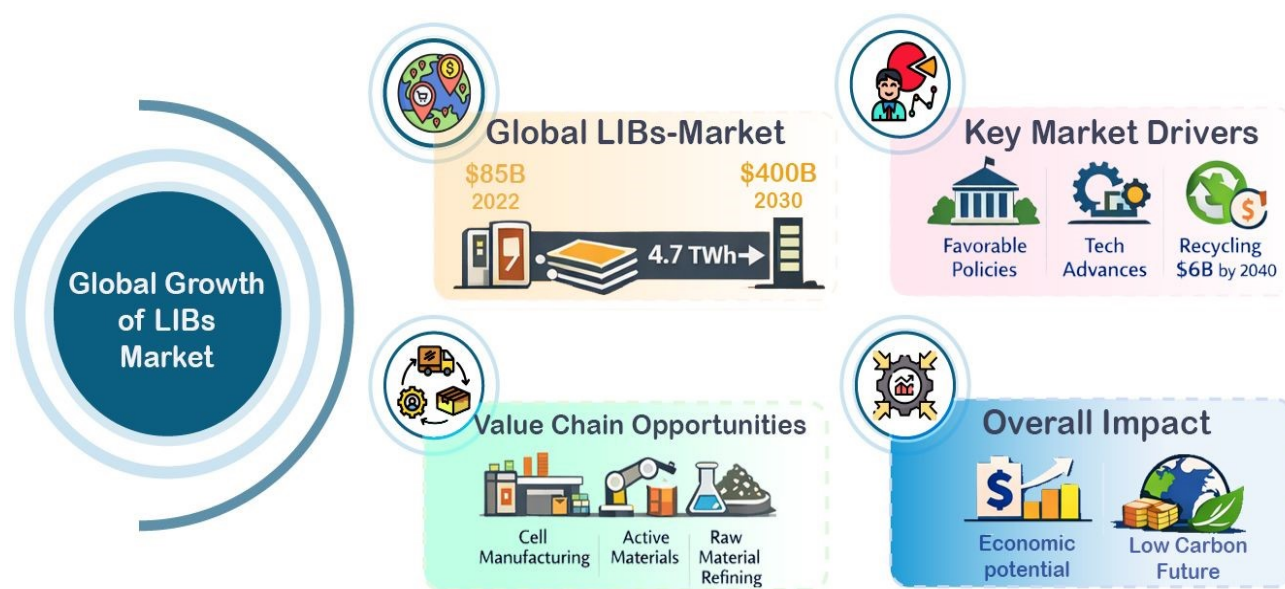 Global Growth
of LIBs
Market
Global LIBs-Market
$85B
2022
$400B
2030
4.7 TWh
Key Market Drivers
Favorable
Policies
Tech
Advances
Recycling
$6B by 2040
Value Chain Opportunities
Cell
Manufacturing
Active
Materials
Raw
Material
Refining
Overall Impact
Economic
potential
Low Carbon
Future